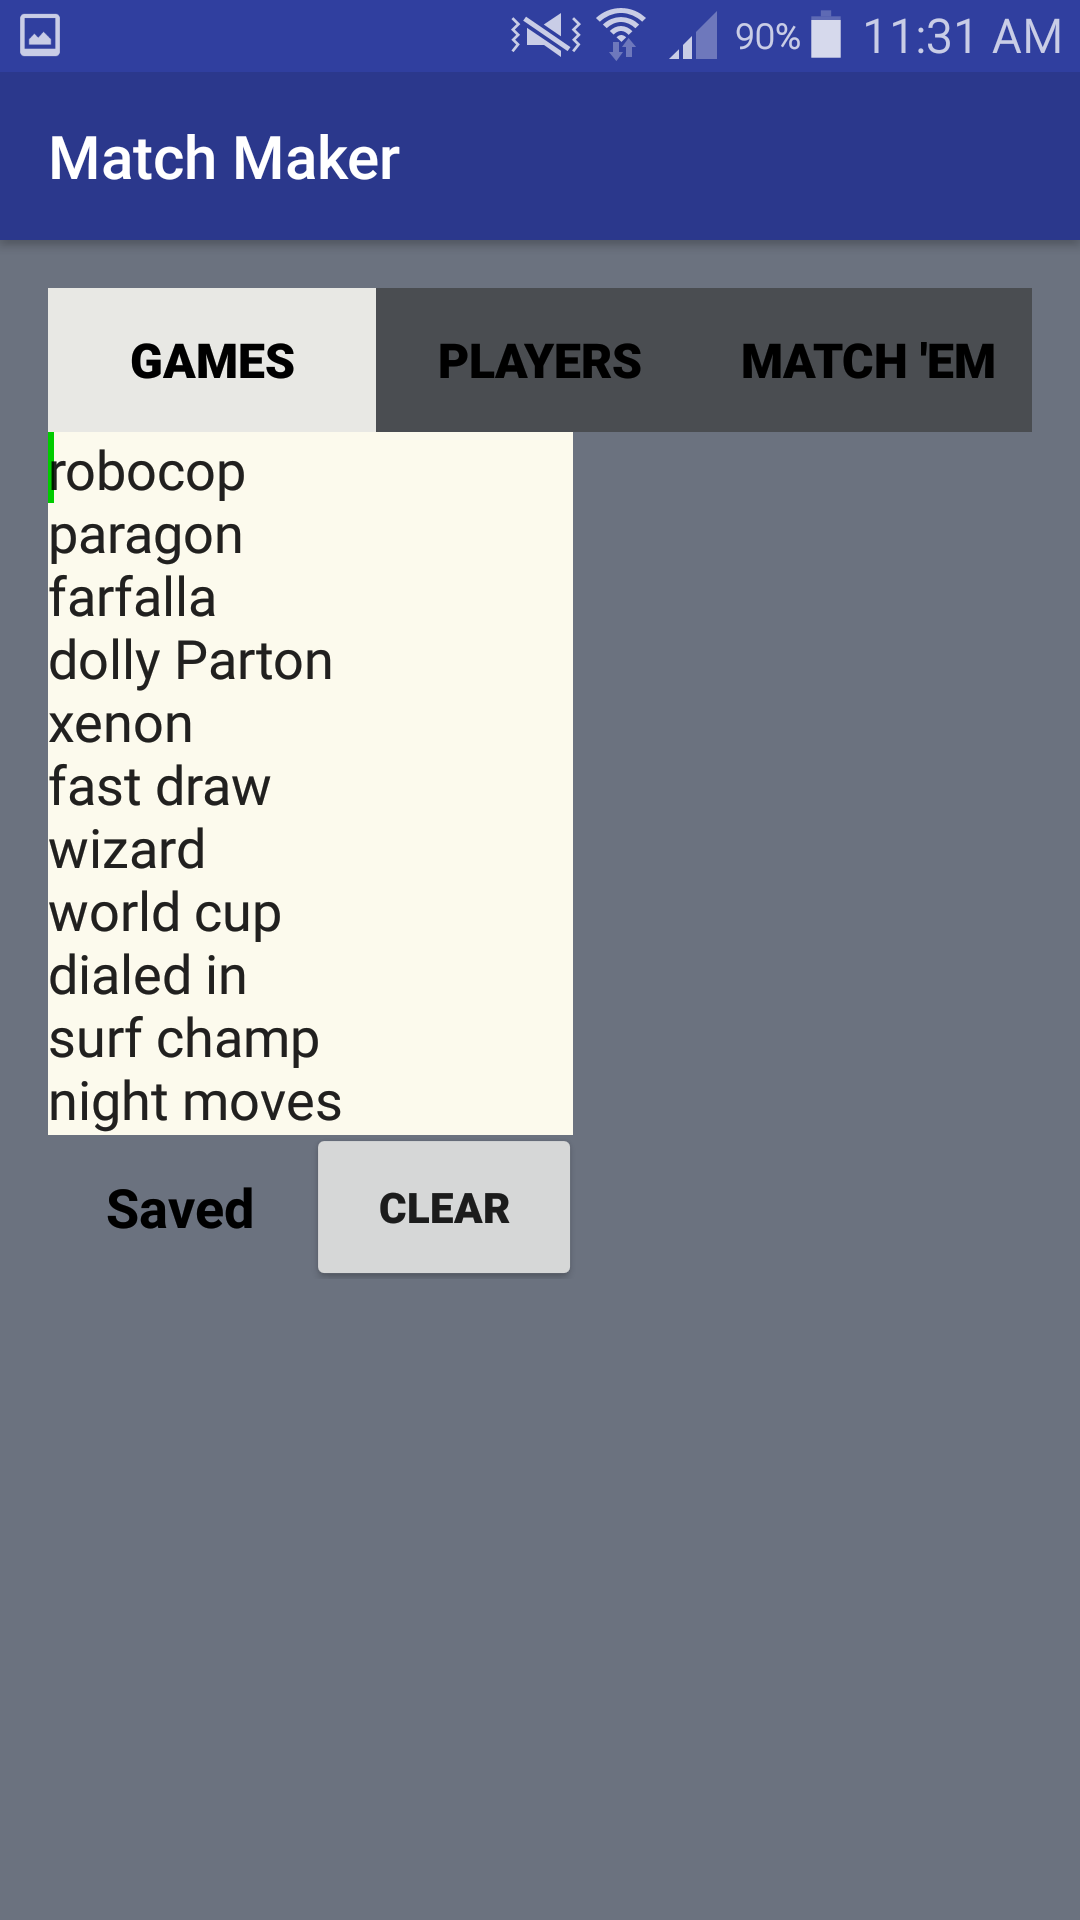 90% 11:31 AM
Match Maker
GAMES PLAYERS MATCH 'EM
robocop
paragon
farfalla
dolly Parton
xenon
fast draw
wizard
world cup
dialed in
surf champ
night moves
Saved CLEAR